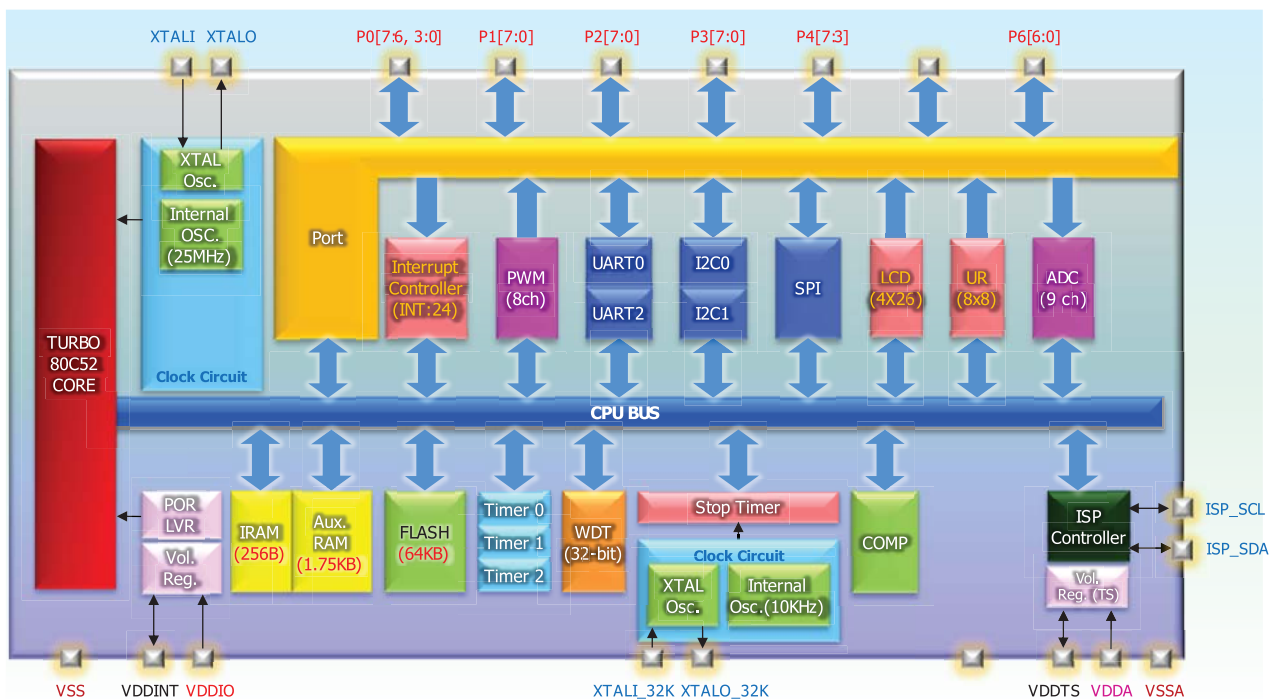 XTALI XTALO P0[7:6, 3:0] P1[7:0] P2[7:0] P3[7:0] P4[7:3] P6[6:0]
XTAL
Osc.
Internal
OSC.
(25MHz)
Clock Circuit
TURBO
80C52
CORE
Port
Interrupt
Controller
(INT:24)
PWM
(8ch)
UART0
UART2
I2C0
I2C1
SPI
LCD
(4X26)
UR
(8x8)
ADC
(9 ch)
CPU BUS
POR
LVR
Vol.
Reg.
IRAM
(256B)
Aux.
RAM
(1.75KB)
FLASH
(64KB)
Timer 0
Timer 1
Timer 2
WDT
(32-bit)
Stop Timer
Clock Circuit
XTAL
Osc.
Internal
Osc.(10KHz)
COMP
ISP
Controller
Vol.
Reg. (TS)
ISP_SCL
ISP_SDA
VSS VDDINT VDDIO XTALI_32K XTALO_32K VDDTS VDDA VSSA